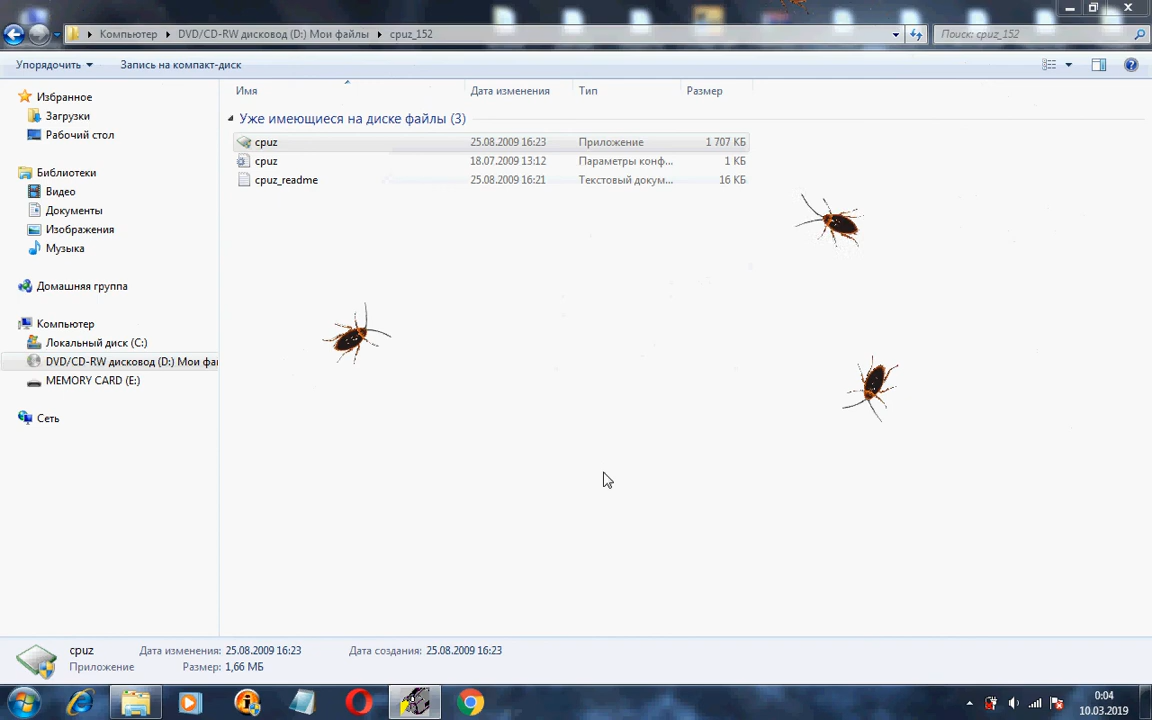 Компьютер DVD/CD-RW дисковод (D:) Мои файлы cpuz_152 Поиск: cpuz_152
Упорядочить Запись на компакт-диск
Имя Дата изменения Тип Размер
Уже имеющиеся на диске файлы (3)
cpuz 25.08.2009 16:23 Приложение 1 707 КБ
cpuz 18.07.2009 13:12 Параметры конф... 1 КБ
cpuz_readme 25.08.2009 16:21 Текстовый докум... 16 КБ
Избранное
Загрузки
Рабочий стол
Библиотеки
Видео
Документы
Изображения
Музыка
Домашняя группа
Компьютер
Локальный диск (C:)
DVD/CD-RW дисковод (D:) Мои фай
MEMORY CARD (E:)
Сеть
cpuz Дата изменения: 25.08.2009 16:23 Дата создания: 25.08.2009 16:23
Приложение Размер: 1,66 МБ
0:04
10.03.2019